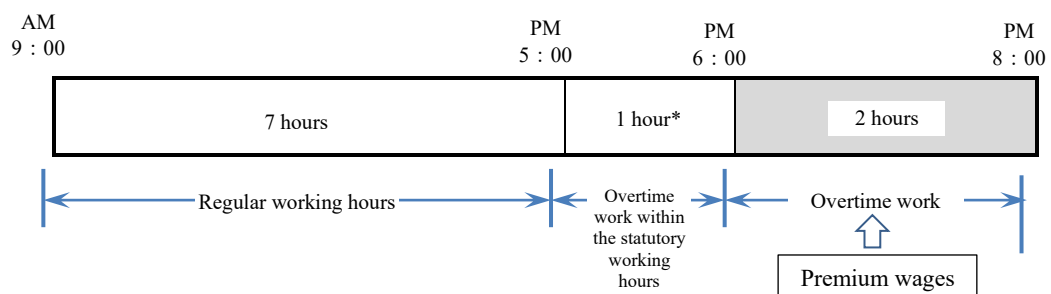 AM
9：00
PM
5：00
PM
6：00
PM
8：00
7 hours
1 hour*
2 hours
Regular working hours
Overtime
work within
the statutory
working
hours
Overtime work
Premium wages